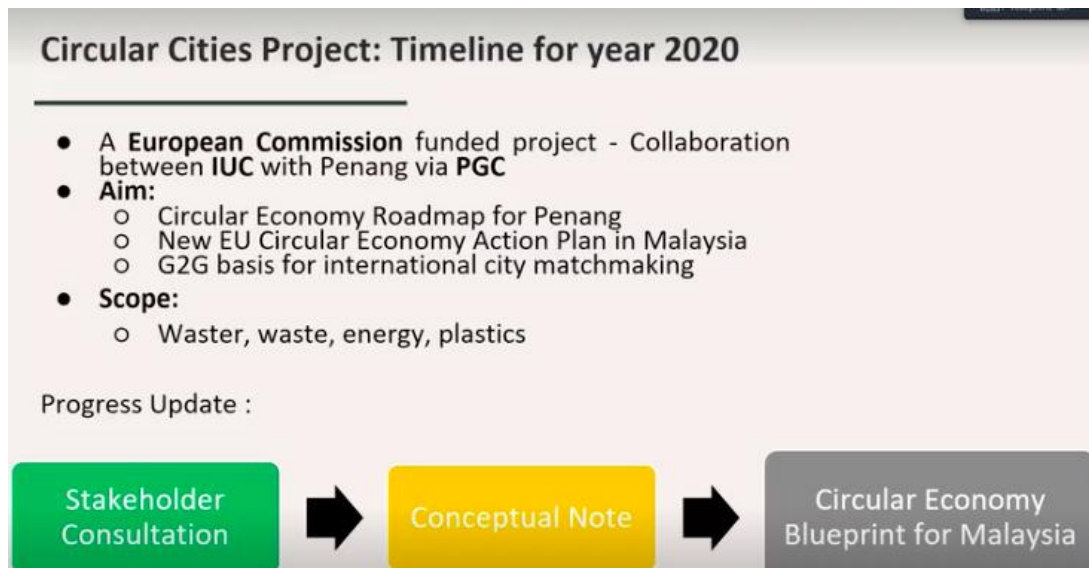 Circular Cities Project: Timeline for year 2020
● A European Commission funded project - Collaboration
between IUC with Penang via PGC
● Aim:
○ Circular Economy Roadmap for Penang
○ New EU Circular Economy Action Plan in Malaysia
○ G2G basis for international city matchmaking
● Scope:
○ Waster, waste, energy, plastics
Progress Update :
Stakeholder
Consultation
Conceptual Note
Circular Economy
Blueprint for Malaysia